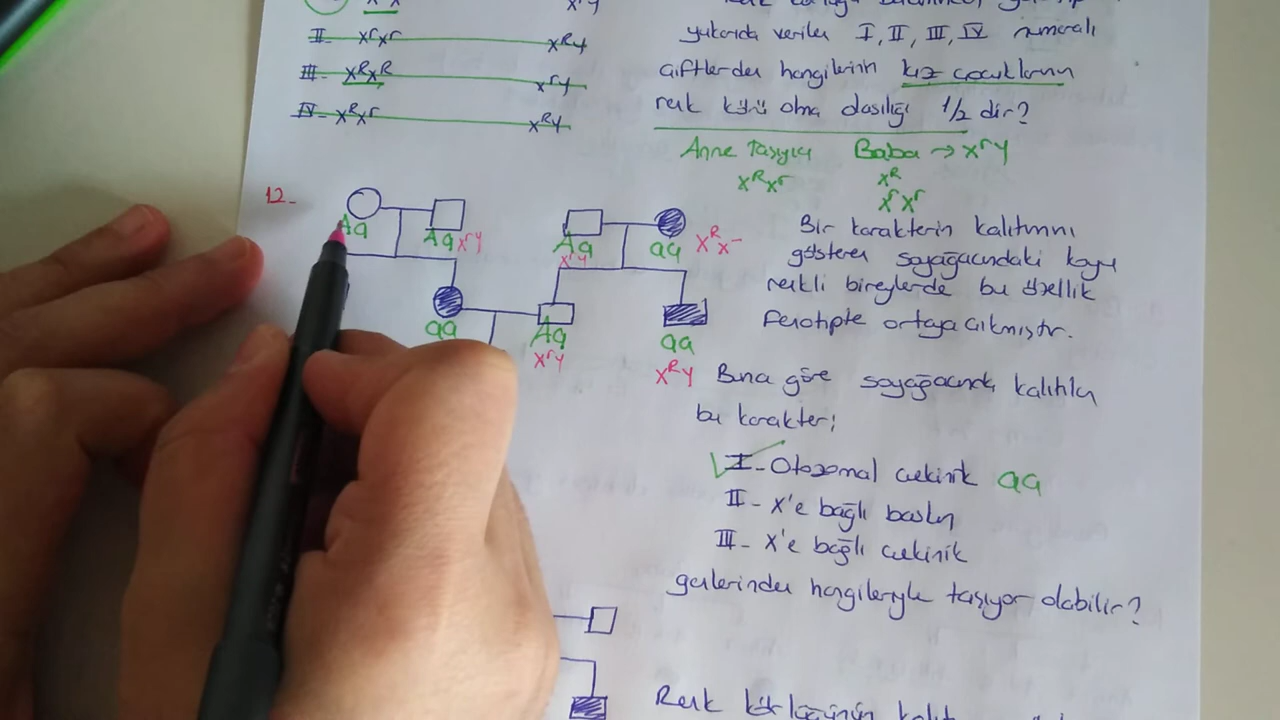 XrY
II- XrXr XRY
III- XRXR XrY
IV- XRXr XRY
yukarıda verilen I, II, III, IV numaralı
çiftlerden hangilerinin kız çocuklarının
renk körü olma olasılığı 1/2 dir?
Anne Taşıyıcı Baba → XrY
XRXr XR
XrXr
12-
Aa Aa XrY Aa XrY aa XRX-
Bir karakterin kalıtımını
gösteren soyağacındaki koyu
renkli bireylerde bu özellik
fenotipte ortaya çıkmıştır.
aa Aa XrY aa XRY
Buna göre soyağacında kalıtılan
bu karakter;
I- Otozomal çekinik aa
II- X'e bağlı baskın
III- X'e bağlı çekinik
genlerinden hangileriyle taşıyor olabilir?
Renk körlüğünün